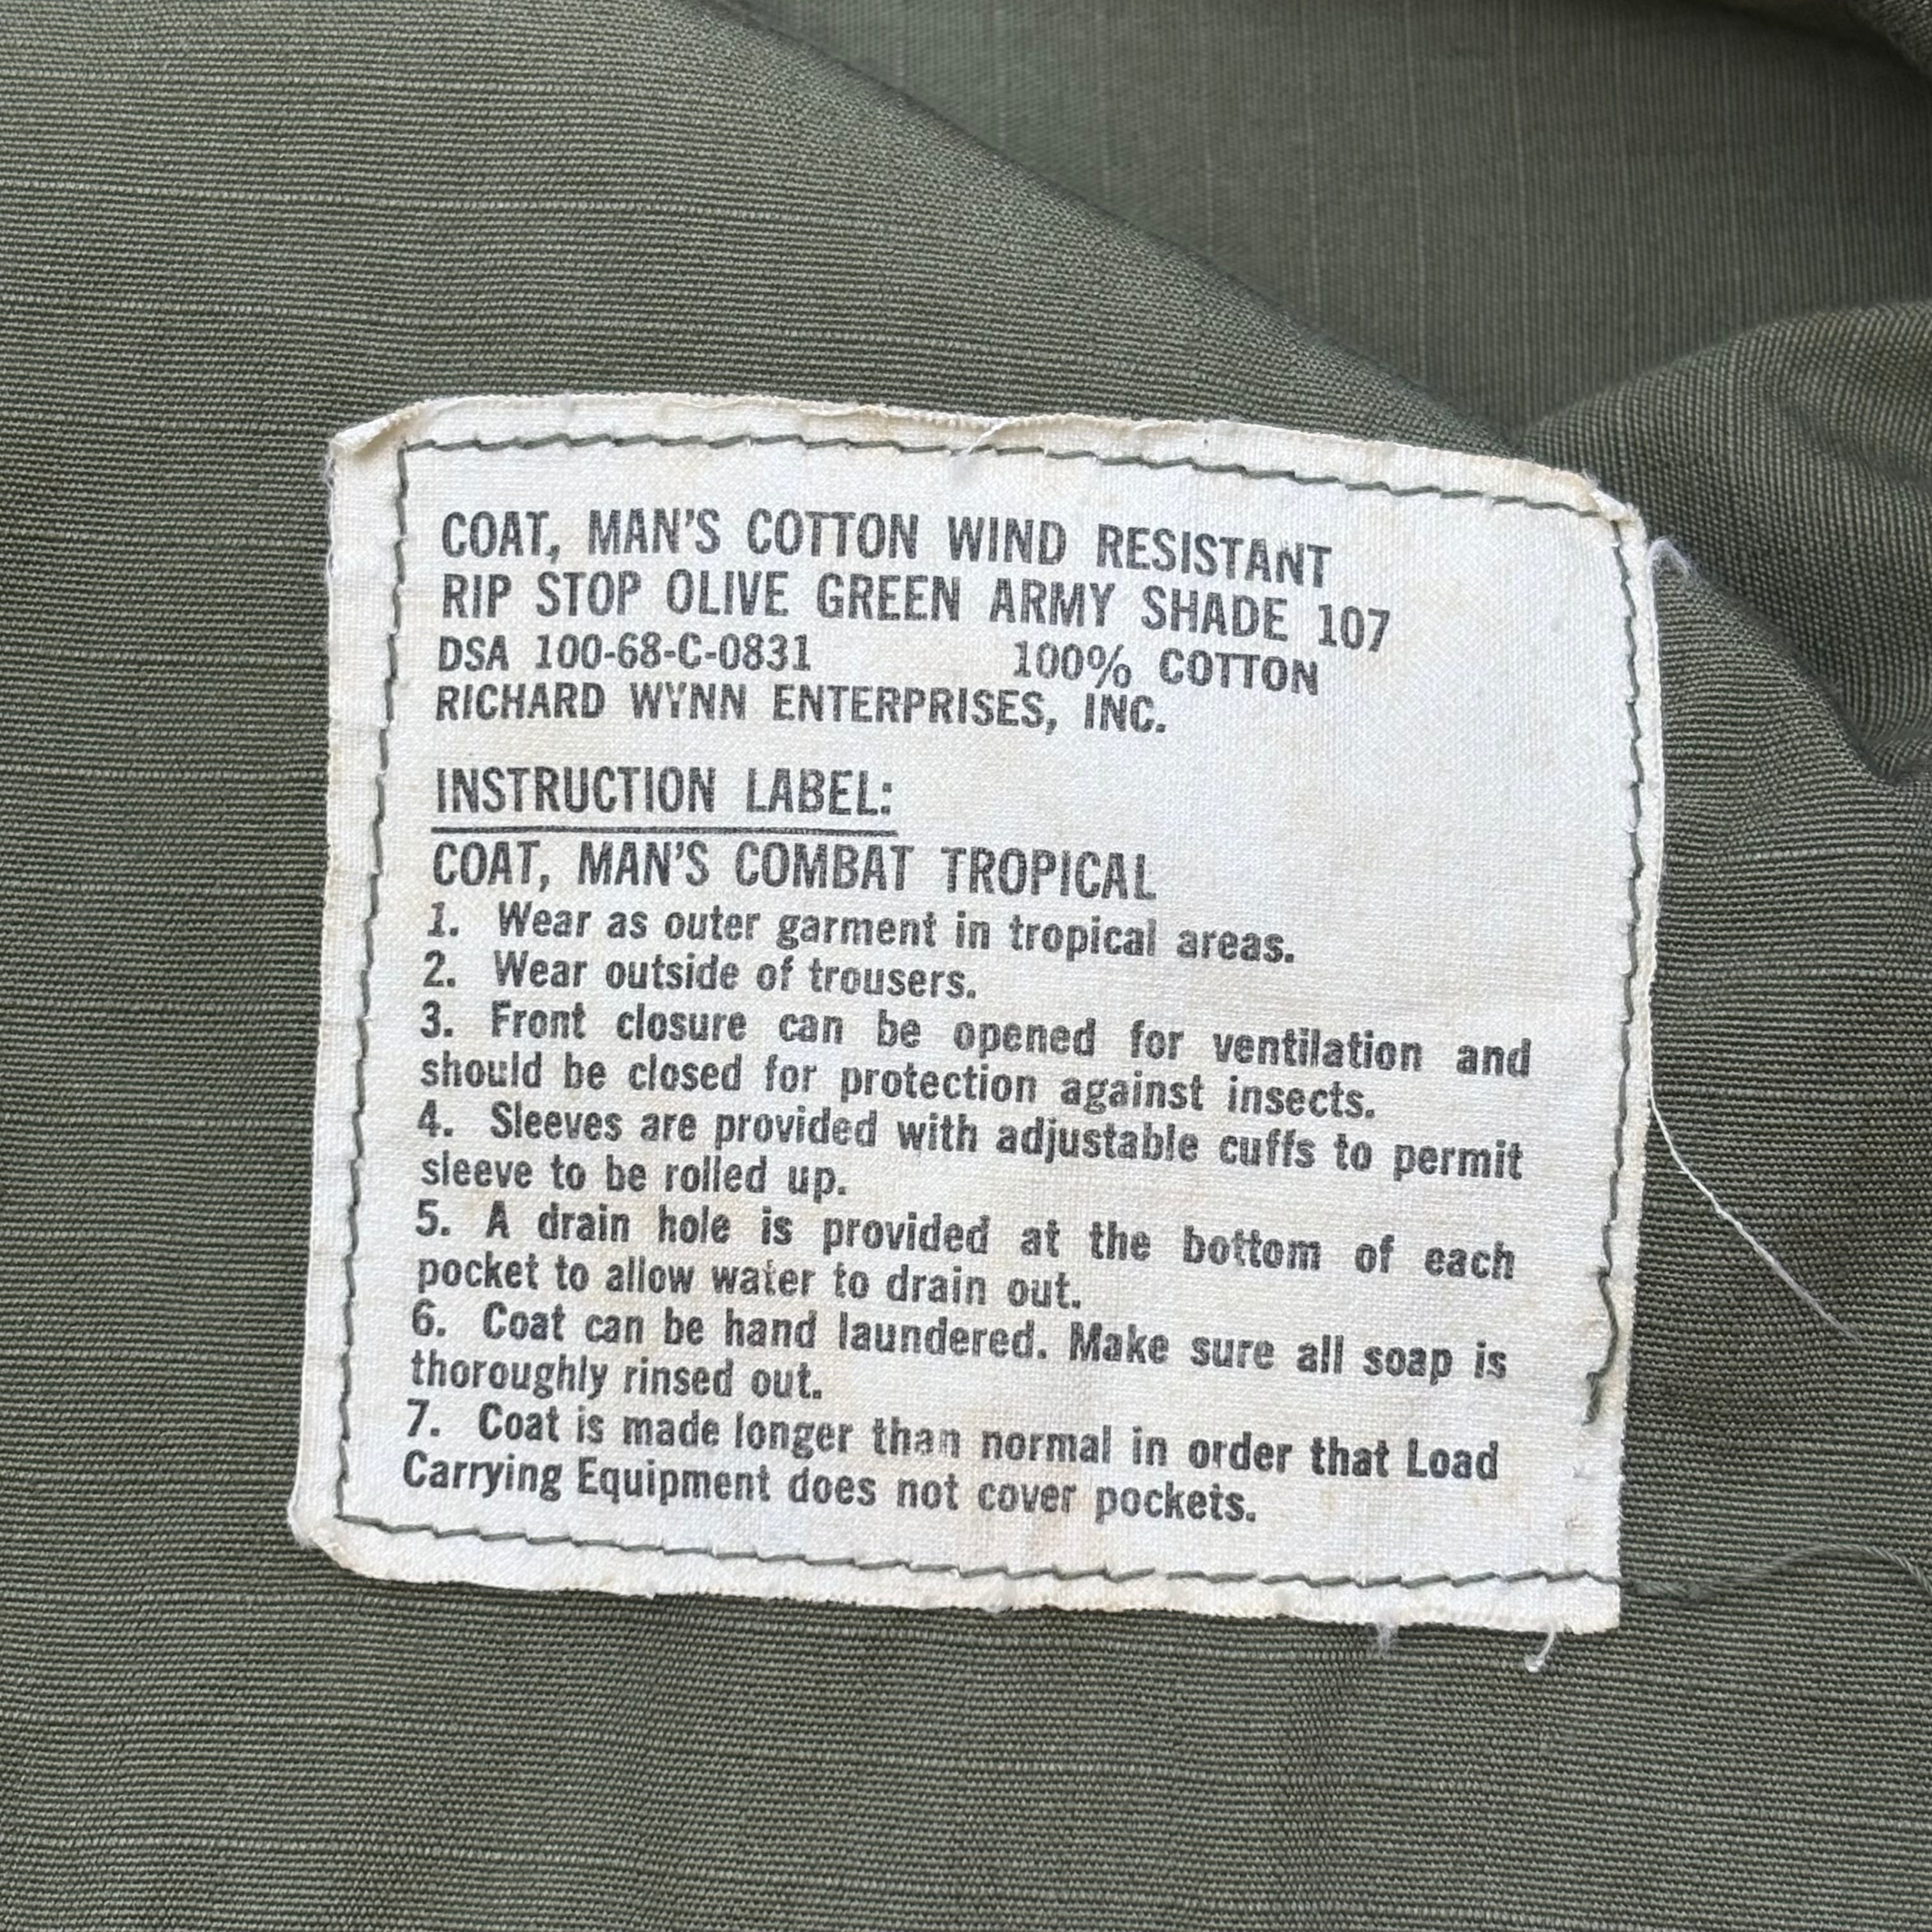 COAT, MAN'S COTTON WIND RESISTANT
RIP STOP OLIVE GREEN ARMY SHADE 107
DSA 100-68-C-0831 100% COTTON
RICHARD WYNN ENTERPRISES, INC.
INSTRUCTION LABEL:
COAT, MAN'S COMBAT TROPICAL
1. Wear as outer garment in tropical areas.
2. Wear outside of trousers.
3. Front closure can be opened for ventilation and
should be closed for protection against insects.
4. Sleeves are provided with adjustable cuffs to permit
sleeve to be rolled up.
5. A drain hole is provided at the bottom of each
pocket to allow water to drain out.
6. Coat can be hand laundered. Make sure all soap is
thoroughly rinsed out.
7. Coat is made longer than normal in order that Load
Carrying Equipment does not cover pockets.